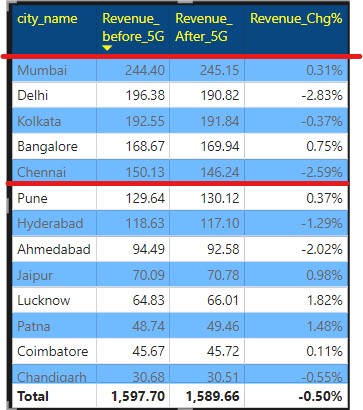 city_name Revenue_ Revenue_ Revenue_Chg%
before_5G After_5G
Mumbai 244.40 245.15 0.31%
Delhi 196.38 190.82 -2.83%
Kolkata 192.55 191.84 -0.37%
Bangalore 168.67 169.94 0.75%
Chennai 150.13 146.24 -2.59%
Pune 129.64 130.12 0.37%
Hyderabad 118.63 117.10 -1.29%
Ahmedabad 94.49 92.58 -2.02%
Jaipur 70.09 70.78 0.98%
Lucknow 64.83 66.01 1.82%
Patna 48.74 49.46 1.48%
Coimbatore 45.67 45.72 0.11%
Chandigarh 30.68 30.51 -0.55%
Total 1,597.70 1,589.66 -0.50%